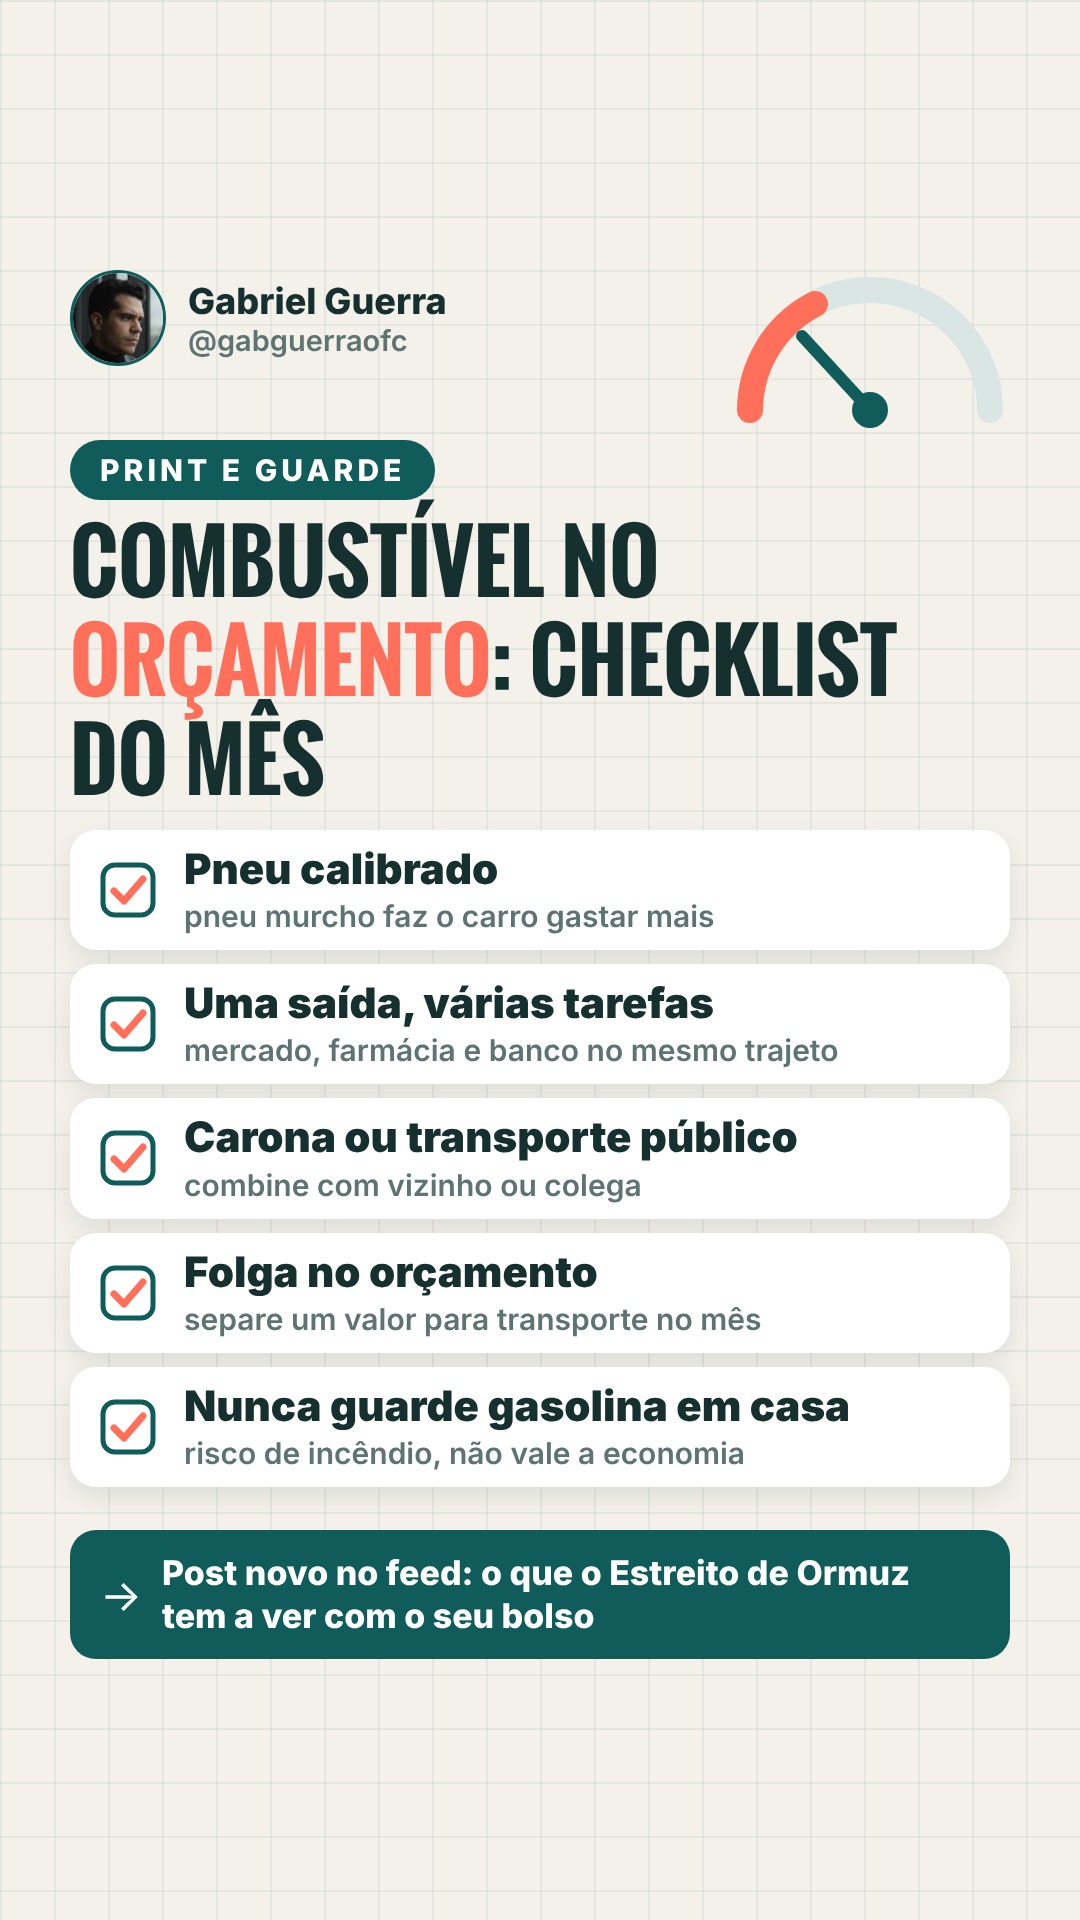 Gabriel Guerra
@gabguerraofc
PRINT E GUARDE
COMBUSTÍVEL NO
ORÇAMENTO: CHECKLIST
DO MÊS
Pneu calibrado
pneu murcho faz o carro gastar mais
Uma saída, várias tarefas
mercado, farmácia e banco no mesmo trajeto
Carona ou transporte público
combine com vizinho ou colega
Folga no orçamento
separe um valor para transporte no mês
Nunca guarde gasolina em casa
risco de incêndio, não vale a economia
Post novo no feed: o que o Estreito de Ormuz
tem a ver com o seu bolso